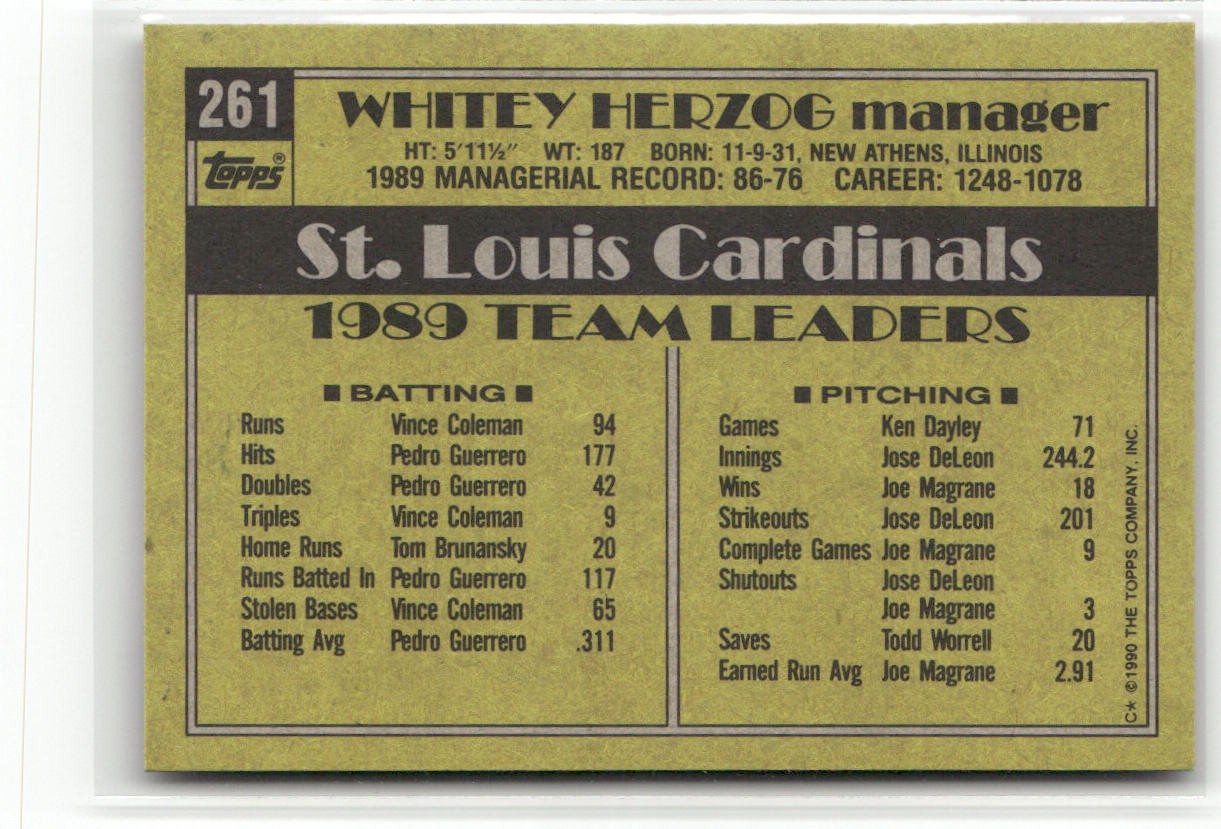 261
topps®
WHITEY HERZOG manager
HT: 5'11½" WT: 187 BORN: 11-9-31, NEW ATHENS, ILLINOIS
1989 MANAGERIAL RECORD: 86-76 CAREER: 1248-1078
St. Louis Cardinals
1989 TEAM LEADERS
■ BATTING ■
Runs Vince Coleman 94
Hits Pedro Guerrero 177
Doubles Pedro Guerrero 42
Triples Vince Coleman 9
Home Runs Tom Brunansky 20
Runs Batted In Pedro Guerrero 117
Stolen Bases Vince Coleman 65
Batting Avg Pedro Guerrero .311
■ PITCHING ■
Games Ken Dayley 71
Innings Jose DeLeon 244.2
Wins Joe Magrane 18
Strikeouts Jose DeLeon 201
Complete Games Joe Magrane 9
Shutouts Jose DeLeon
Joe Magrane 3
Saves Todd Worrell 20
Earned Run Avg Joe Magrane 2.91
C* ©1990 THE TOPPS COMPANY, INC.